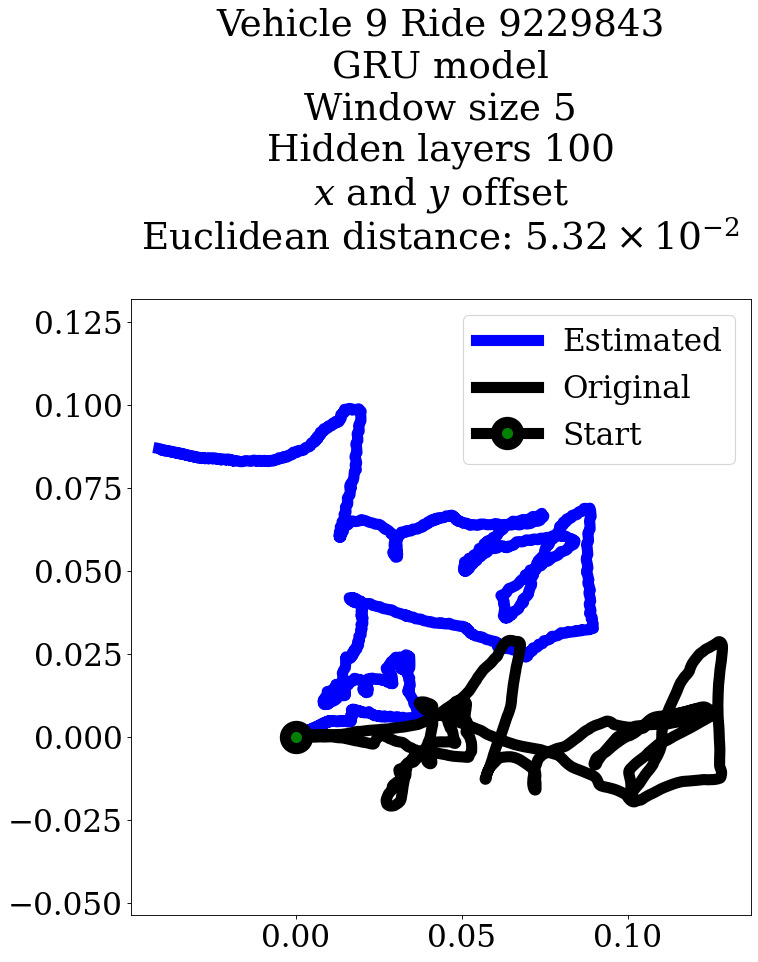 Vehicle 9 Ride 9229843
GRU model
Window size 5
Hidden layers 100
x and y offset
Euclidean distance: 5.32 × 10⁻²
Estimated
Original
Start
0.125
0.100
0.075
0.050
0.025
0.000
−0.025
−0.050
0.00 0.05 0.10